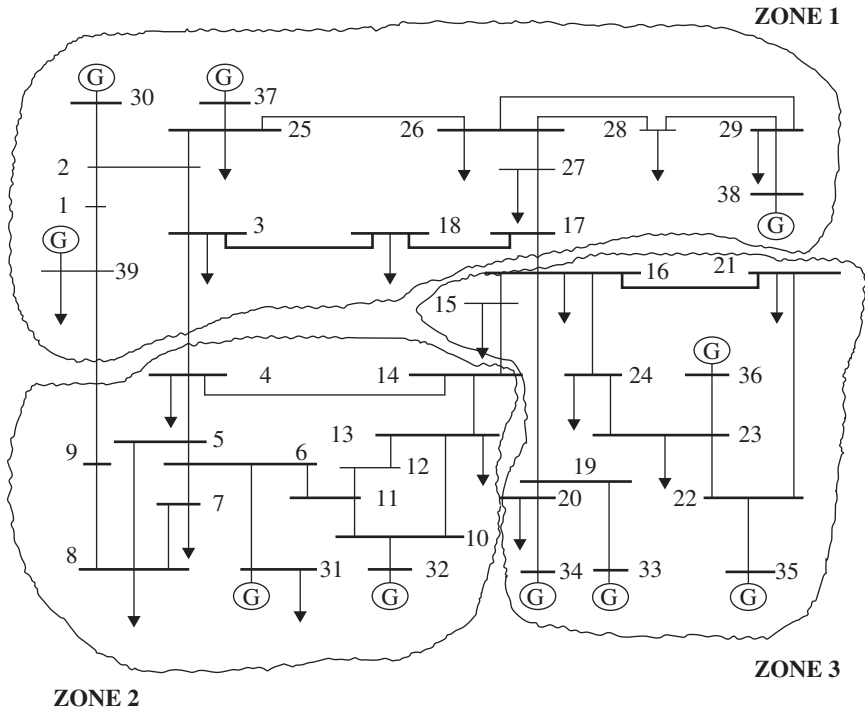 ZONE 1
G G
30 37
25 26 28 29
2 27
1 38
G 3 18 17 G
39 16 21
15
G
4 14 24 36
13
5 23
9 6 12 19
7 11 20 22
10
8 31 32 34 33 35
G G G G G
ZONE 3
ZONE 2